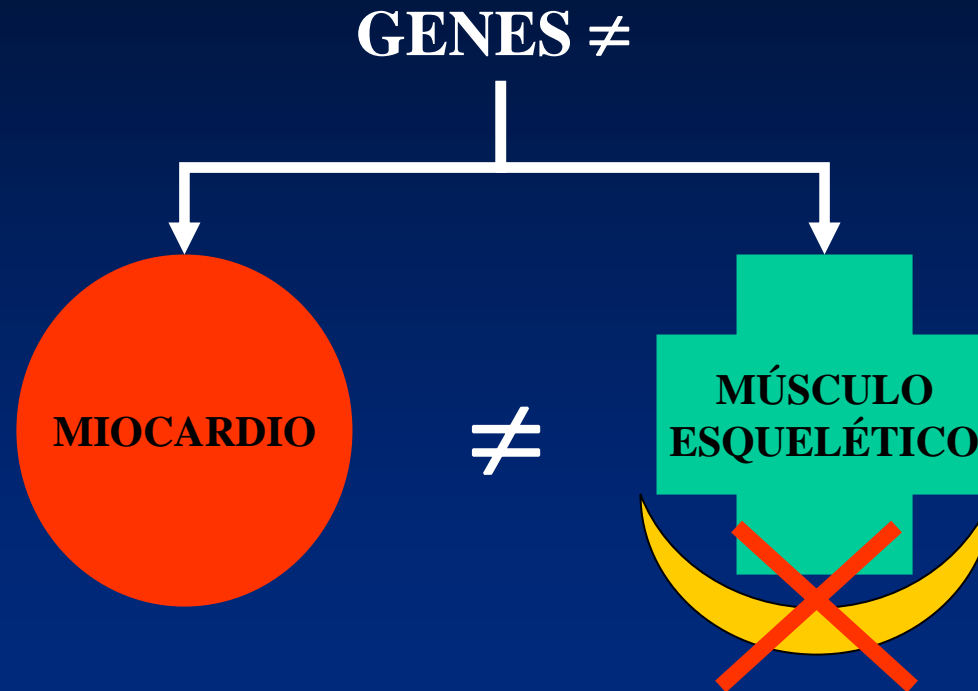 GENES ≠
MIOCARDIO
≠
MÚSCULO
ESQUELÉTICO